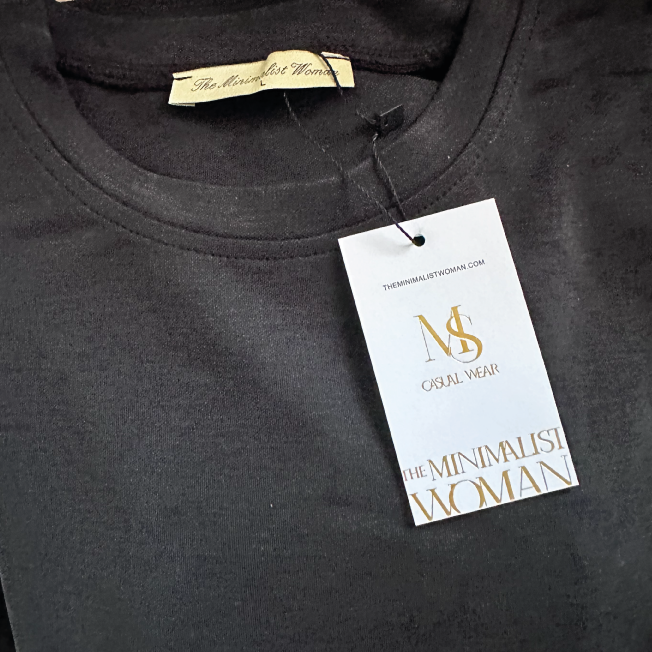 The Minimalist Woman
L
THEMINIMALISTWOMAN.COM
MS
CASUAL WEAR
THE MINIMALIST
WOMAN